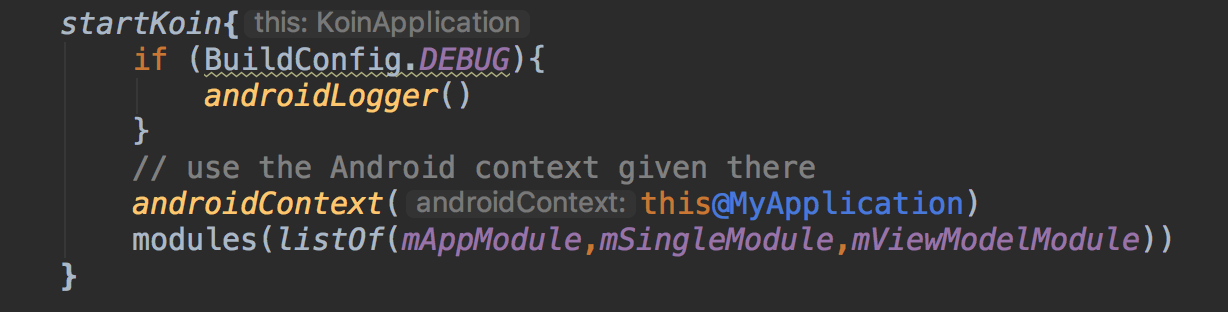 startKoin{ this: KoinApplication
if (BuildConfig.DEBUG){
androidLogger()
}
// use the Android context given there
androidContext( androidContext: this@MyApplication)
modules(listOf(mAppModule,mSingleModule,mViewModelModule))
}